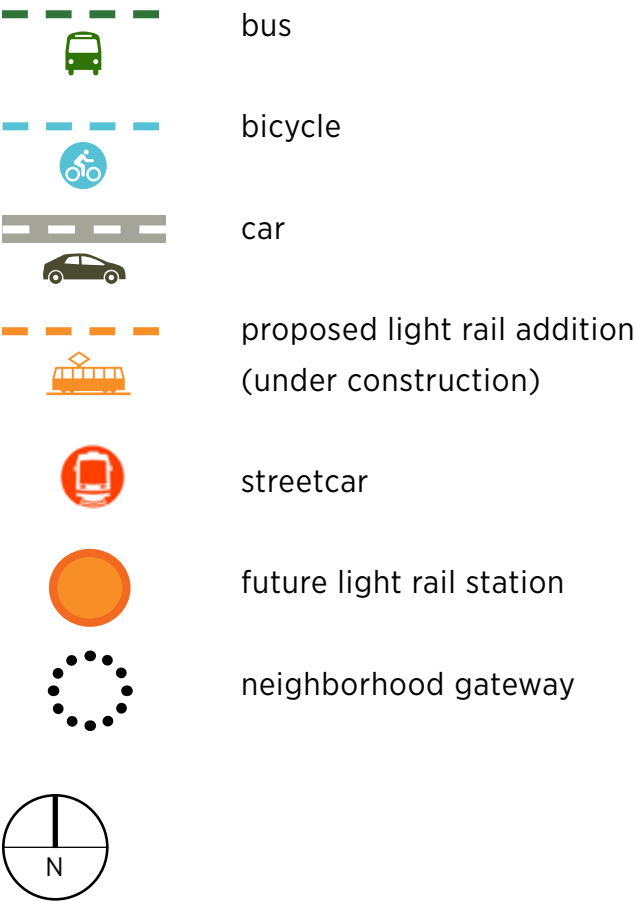 bus
bicycle
car
proposed light rail addition
(under construction)
streetcar
future light rail station
neighborhood gateway
N